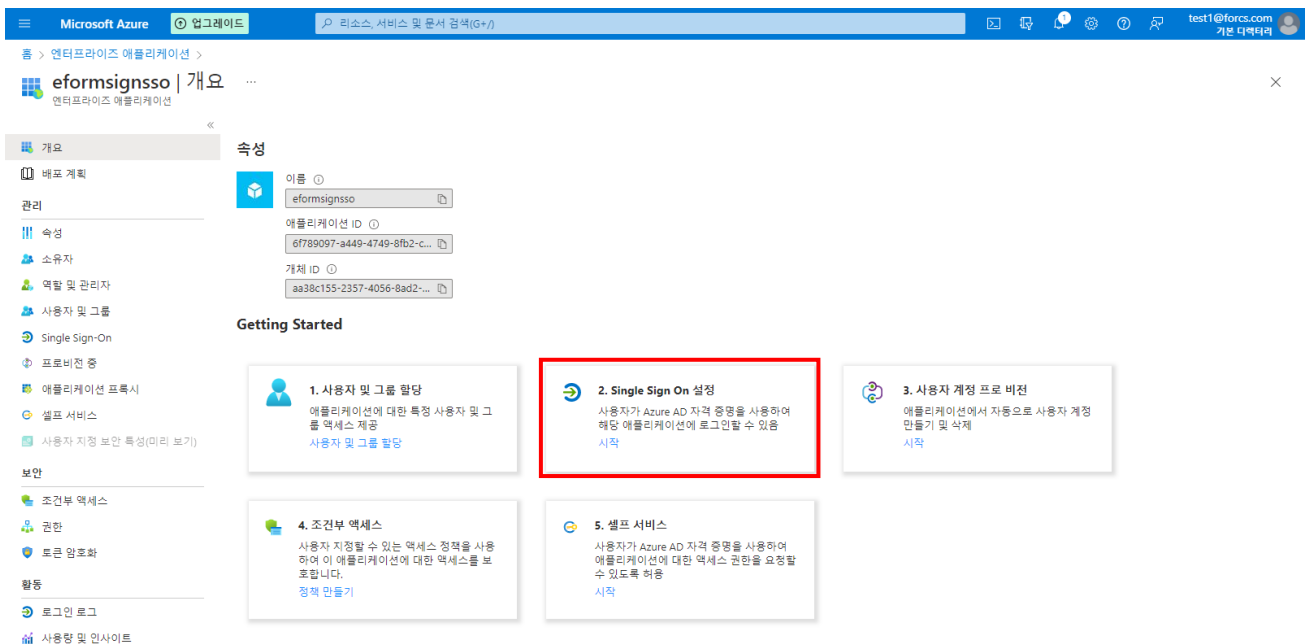 Microsoft Azure
업그레이드
리소스, 서비스 및 문서 검색(G+/)
1
test1@forcs.com
기본 디렉터리
홈 > 엔터프라이즈 애플리케이션 >
eformsignsso | 개요 ...
엔터프라이즈 애플리케이션
개요
배포 계획
관리
속성
소유자
역할 및 관리자
사용자 및 그룹
Single Sign-On
프로비전 중
애플리케이션 프록시
셀프 서비스
사용자 지정 보안 특성(미리 보기)
보안
조건부 액세스
권한
토큰 암호화
활동
로그인 로그
사용량 및 인사이트
속성
이름
eformsignsso
애플리케이션 ID
6f789097-a449-4749-8fb2-c...
개체 ID
aa38c155-2357-4056-8ad2-...
Getting Started
1. 사용자 및 그룹 할당
애플리케이션에 대한 특정 사용자 및 그
룹 액세스 제공
사용자 및 그룹 할당
2. Single Sign On 설정
사용자가 Azure AD 자격 증명을 사용하여
해당 애플리케이션에 로그인할 수 있음
시작
3. 사용자 계정 프로 비전
애플리케이션에서 자동으로 사용자 계정
만들기 및 삭제
시작
4. 조건부 액세스
사용자 지정할 수 있는 액세스 정책을 사용
하여 이 애플리케이션에 대한 액세스를 보
호합니다.
정책 만들기
5. 셀프 서비스
사용자가 Azure AD 자격 증명을 사용하여
애플리케이션에 대한 액세스 권한을 요청할
수 있도록 허용
시작